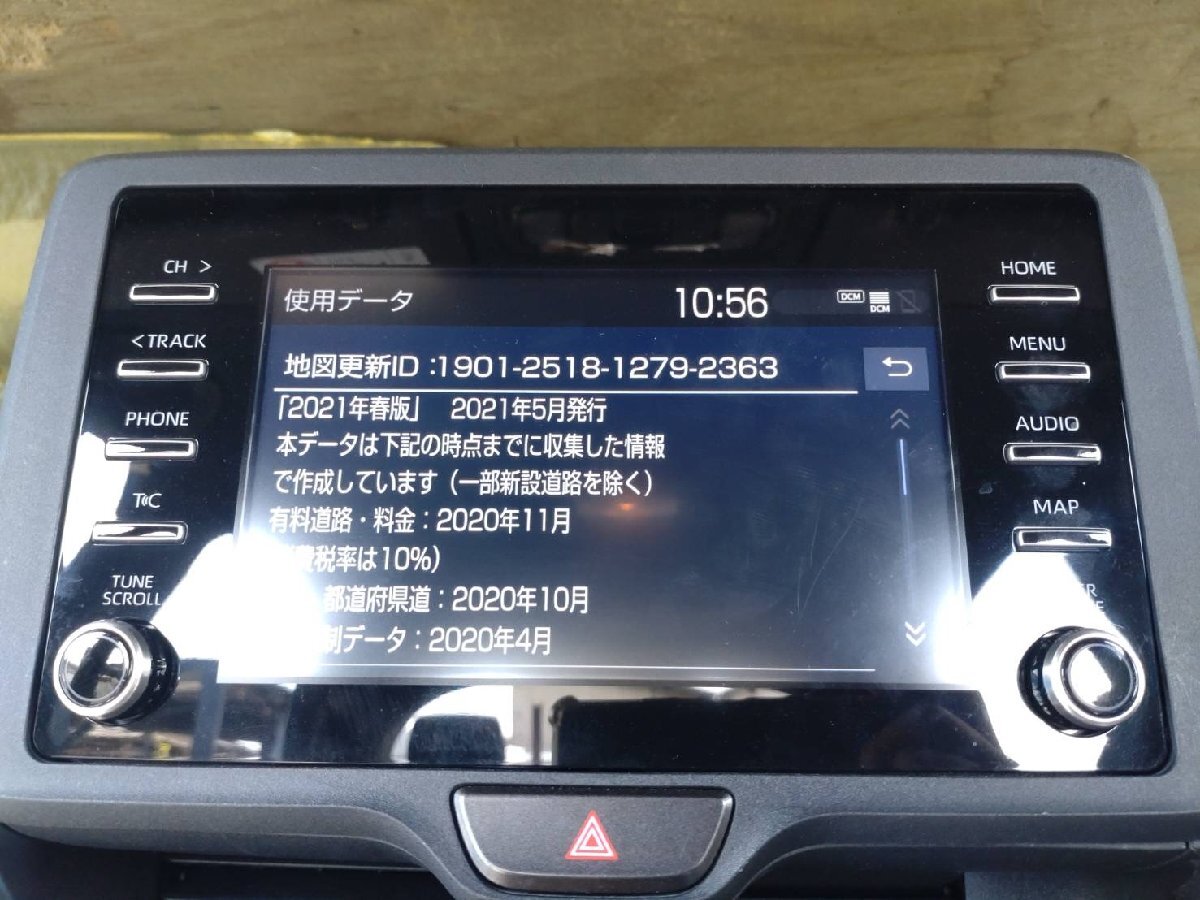 CH >
<TRACK
PHONE
TC
TUNE
SCROLL
使用データ 10:56 DCM DCM
地図更新ID :1901-2518-1279-2363
「2021年春版」 2021年5月発行
本データは下記の時点までに収集した情報
で作成しています（一部新設道路を除く）
有料道路・料金：2020年11月
費税率は10%）
都道府県道：2020年10月
制データ：2020年4月
HOME
MENU
AUDIO
MAP